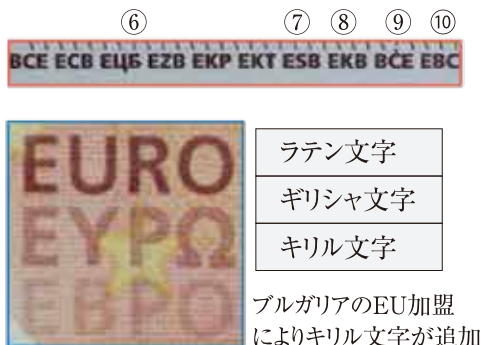 ⑥ ⑦ ⑧ ⑨ ⑩
BCE ECB ЕЦБ EZB EKP EKT ESB EKB BĊE EBC
EURO
ΕΥΡΩ
ЕВРО
ラテン文字
ギリシャ文字
キリル文字
ブルガリアのEU加盟
によりキリル文字が追加